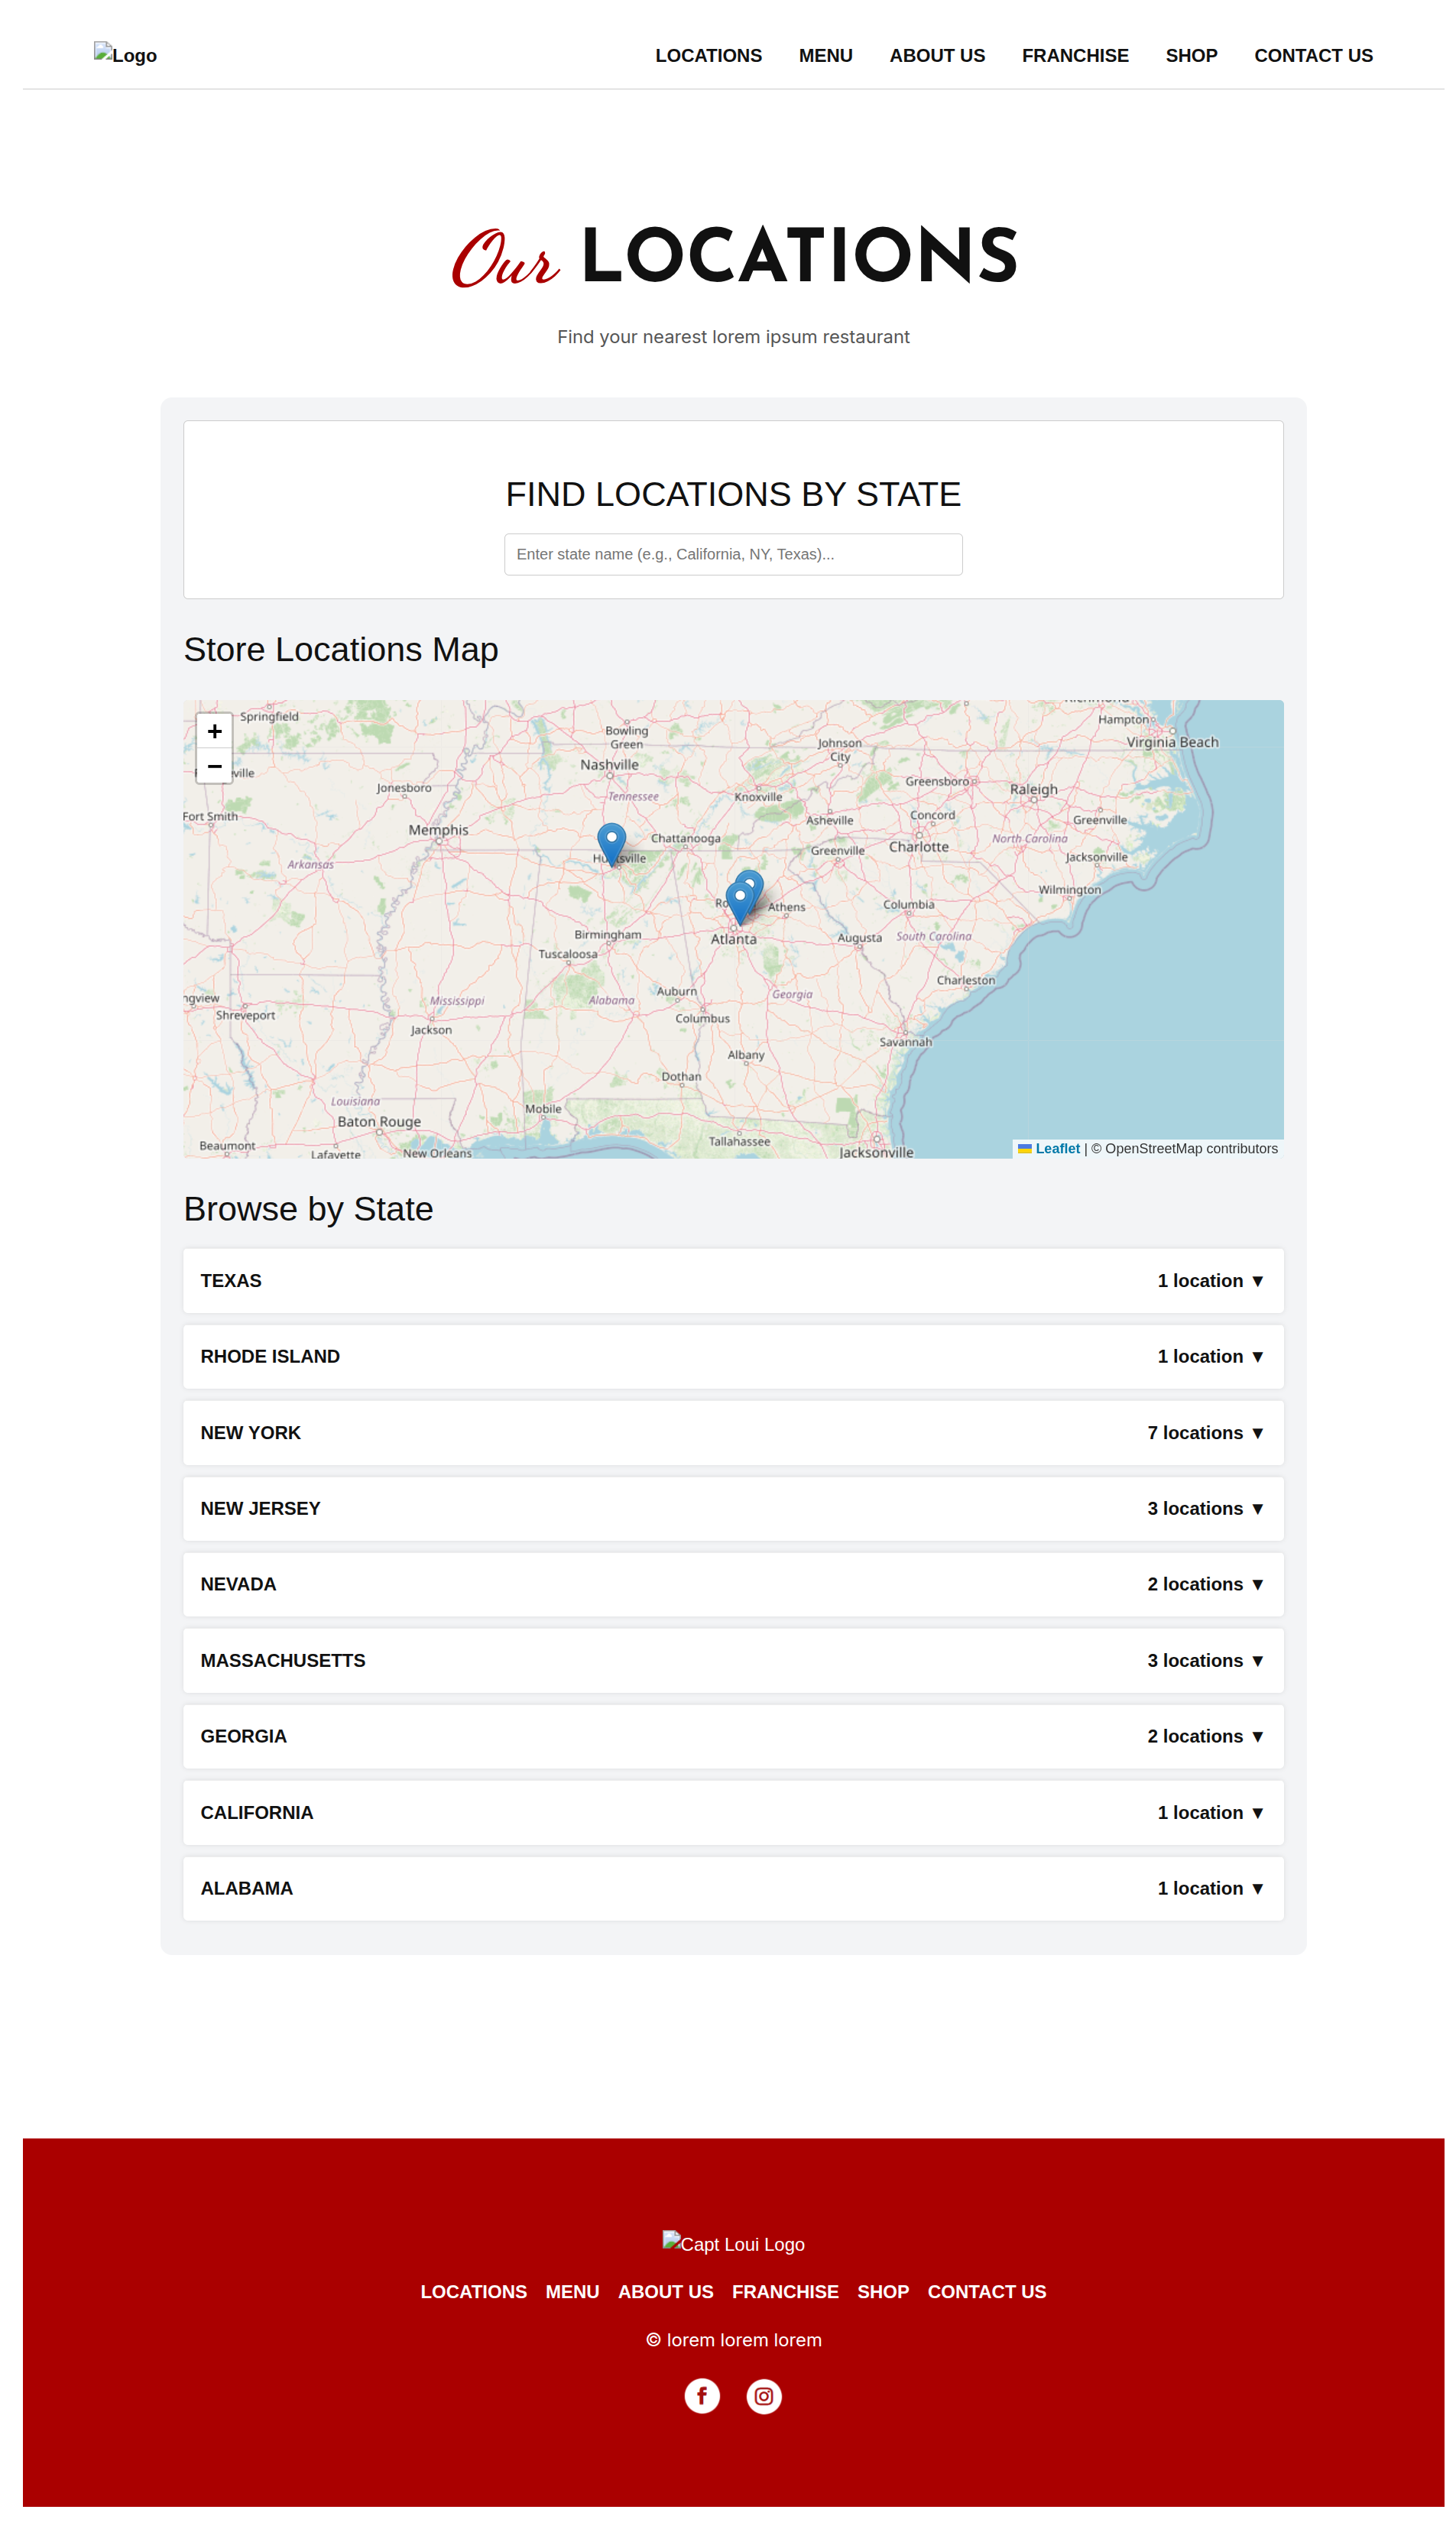 Logo
LOCATIONS MENU ABOUT US FRANCHISE SHOP CONTACT US
Our LOCATIONS
Find your nearest lorem ipsum restaurant
FIND LOCATIONS BY STATE
Enter state name (e.g., California, NY, Texas)...
Store Locations Map
+
−
Springfield
Bowling Green
Johnson City
Hampton
Virginia Beach
Nashville
Jonesboro
Tennessee
Knoxville
Greensboro
Raleigh
Fort Smith
Memphis
Chattanooga
Asheville
Concord
Greenville
Arkansas
Greenville
Charlotte
North Carolina
Jacksonville
Wilmington
Athens
Columbia
Birmingham
Atlanta
Augusta
South Carolina
Tuscaloosa
Charleston
Mississippi
Alabama
Auburn
Georgia
Shreveport
Jackson
Columbus
Savannah
Albany
Dothan
Louisiana
Mobile
Baton Rouge
Tallahassee
Beaumont
Lafayette
New Orleans
Jacksonville
Leaflet | © OpenStreetMap contributors
Browse by State
TEXAS 1 location ▼
RHODE ISLAND 1 location ▼
NEW YORK 7 locations ▼
NEW JERSEY 3 locations ▼
NEVADA 2 locations ▼
MASSACHUSETTS 3 locations ▼
GEORGIA 2 locations ▼
CALIFORNIA 1 location ▼
ALABAMA 1 location ▼
Capt Loui Logo
LOCATIONS MENU ABOUT US FRANCHISE SHOP CONTACT US
© lorem lorem lorem